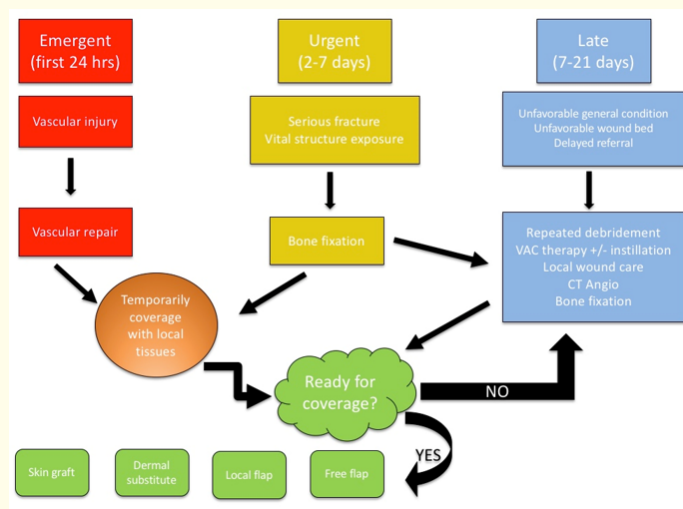 Emergent
(first 24 hrs)
Urgent
(2-7 days)
Late
(7-21 days)
Vascular injury
Serious fracture
Vital structure exposure
Unfavorable general condition
Unfavorable wound bed
Delayed referral
Vascular repair
Bone fixation
Repeated debridement
VAC therapy +/- instillation
Local wound care
CT Angio
Bone fixation
Temporarily
coverage
with local
tissues
Ready for
coverage?
NO
YES
Skin graft
Dermal
substitute
Local flap
Free flap